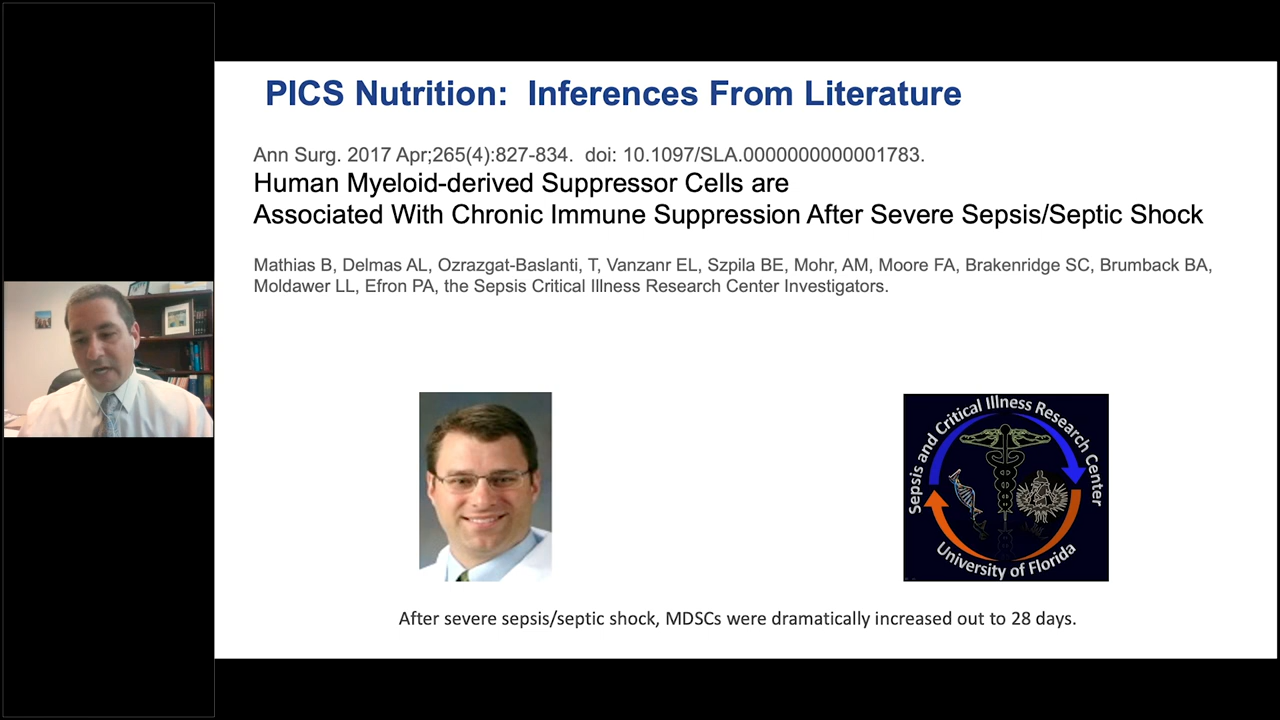 PICS Nutrition:  Inferences From Literature
Ann Surg. 2017 Apr;265(4):827-834.  doi: 10.1097/SLA.0000000000001783.
Human Myeloid-derived Suppressor Cells are
Associated With Chronic Immune Suppression After Severe Sepsis/Septic Shock
Mathias B, Delmas AL, Ozrazgat-Baslanti, T, Vanzanr EL, Szpila BE, Mohr, AM, Moore FA, Brakenridge SC, Brumback BA,
Moldawer LL, Efron PA, the Sepsis Critical Illness Research Center Investigators.
Sepsis and Critical Illness Research Center
University of Florida
After severe sepsis/septic shock, MDSCs were dramatically increased out to 28 days.